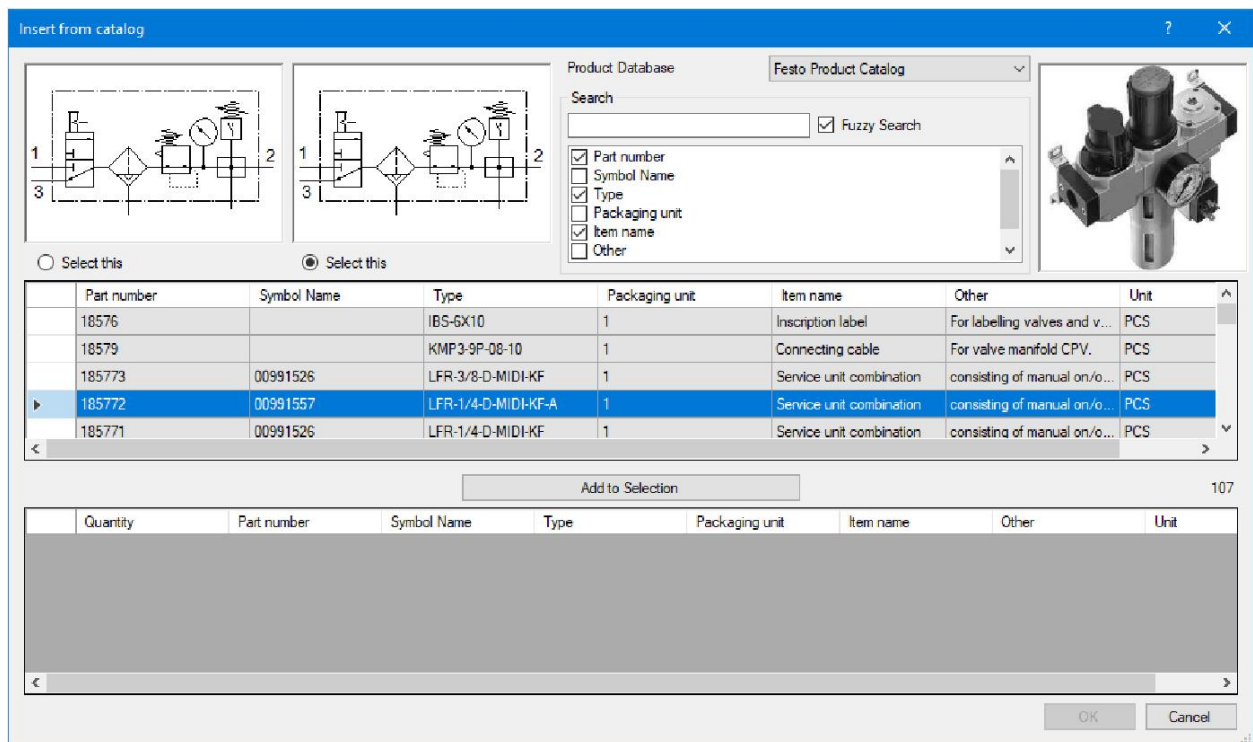 Insert from catalog ?
1 3 2
1 3 2
Select this
Select this
Product Database Festo Product Catalog
Search
Fuzzy Search
Part number
Symbol Name
Type
Packaging unit
Item name
Other
Part number Symbol Name Type Packaging unit Item name Other Unit
18576 IBS-6X10 1 Inscription label For labelling valves and v... PCS
18579 KMP3-9P-08-10 1 Connecting cable For valve manifold CPV. PCS
185773 00991526 LFR-3/8-D-MIDI-KF 1 Service unit combination consisting of manual on/o... PCS
185772 00991557 LFR-1/4-D-MIDI-KF-A 1 Service unit combination consisting of manual on/o... PCS
185771 00991526 LFR-1/4-D-MIDI-KF 1 Service unit combination consisting of manual on/o... PCS
Add to Selection 107
Quantity Part number Symbol Name Type Packaging unit Item name Other Unit
OK Cancel